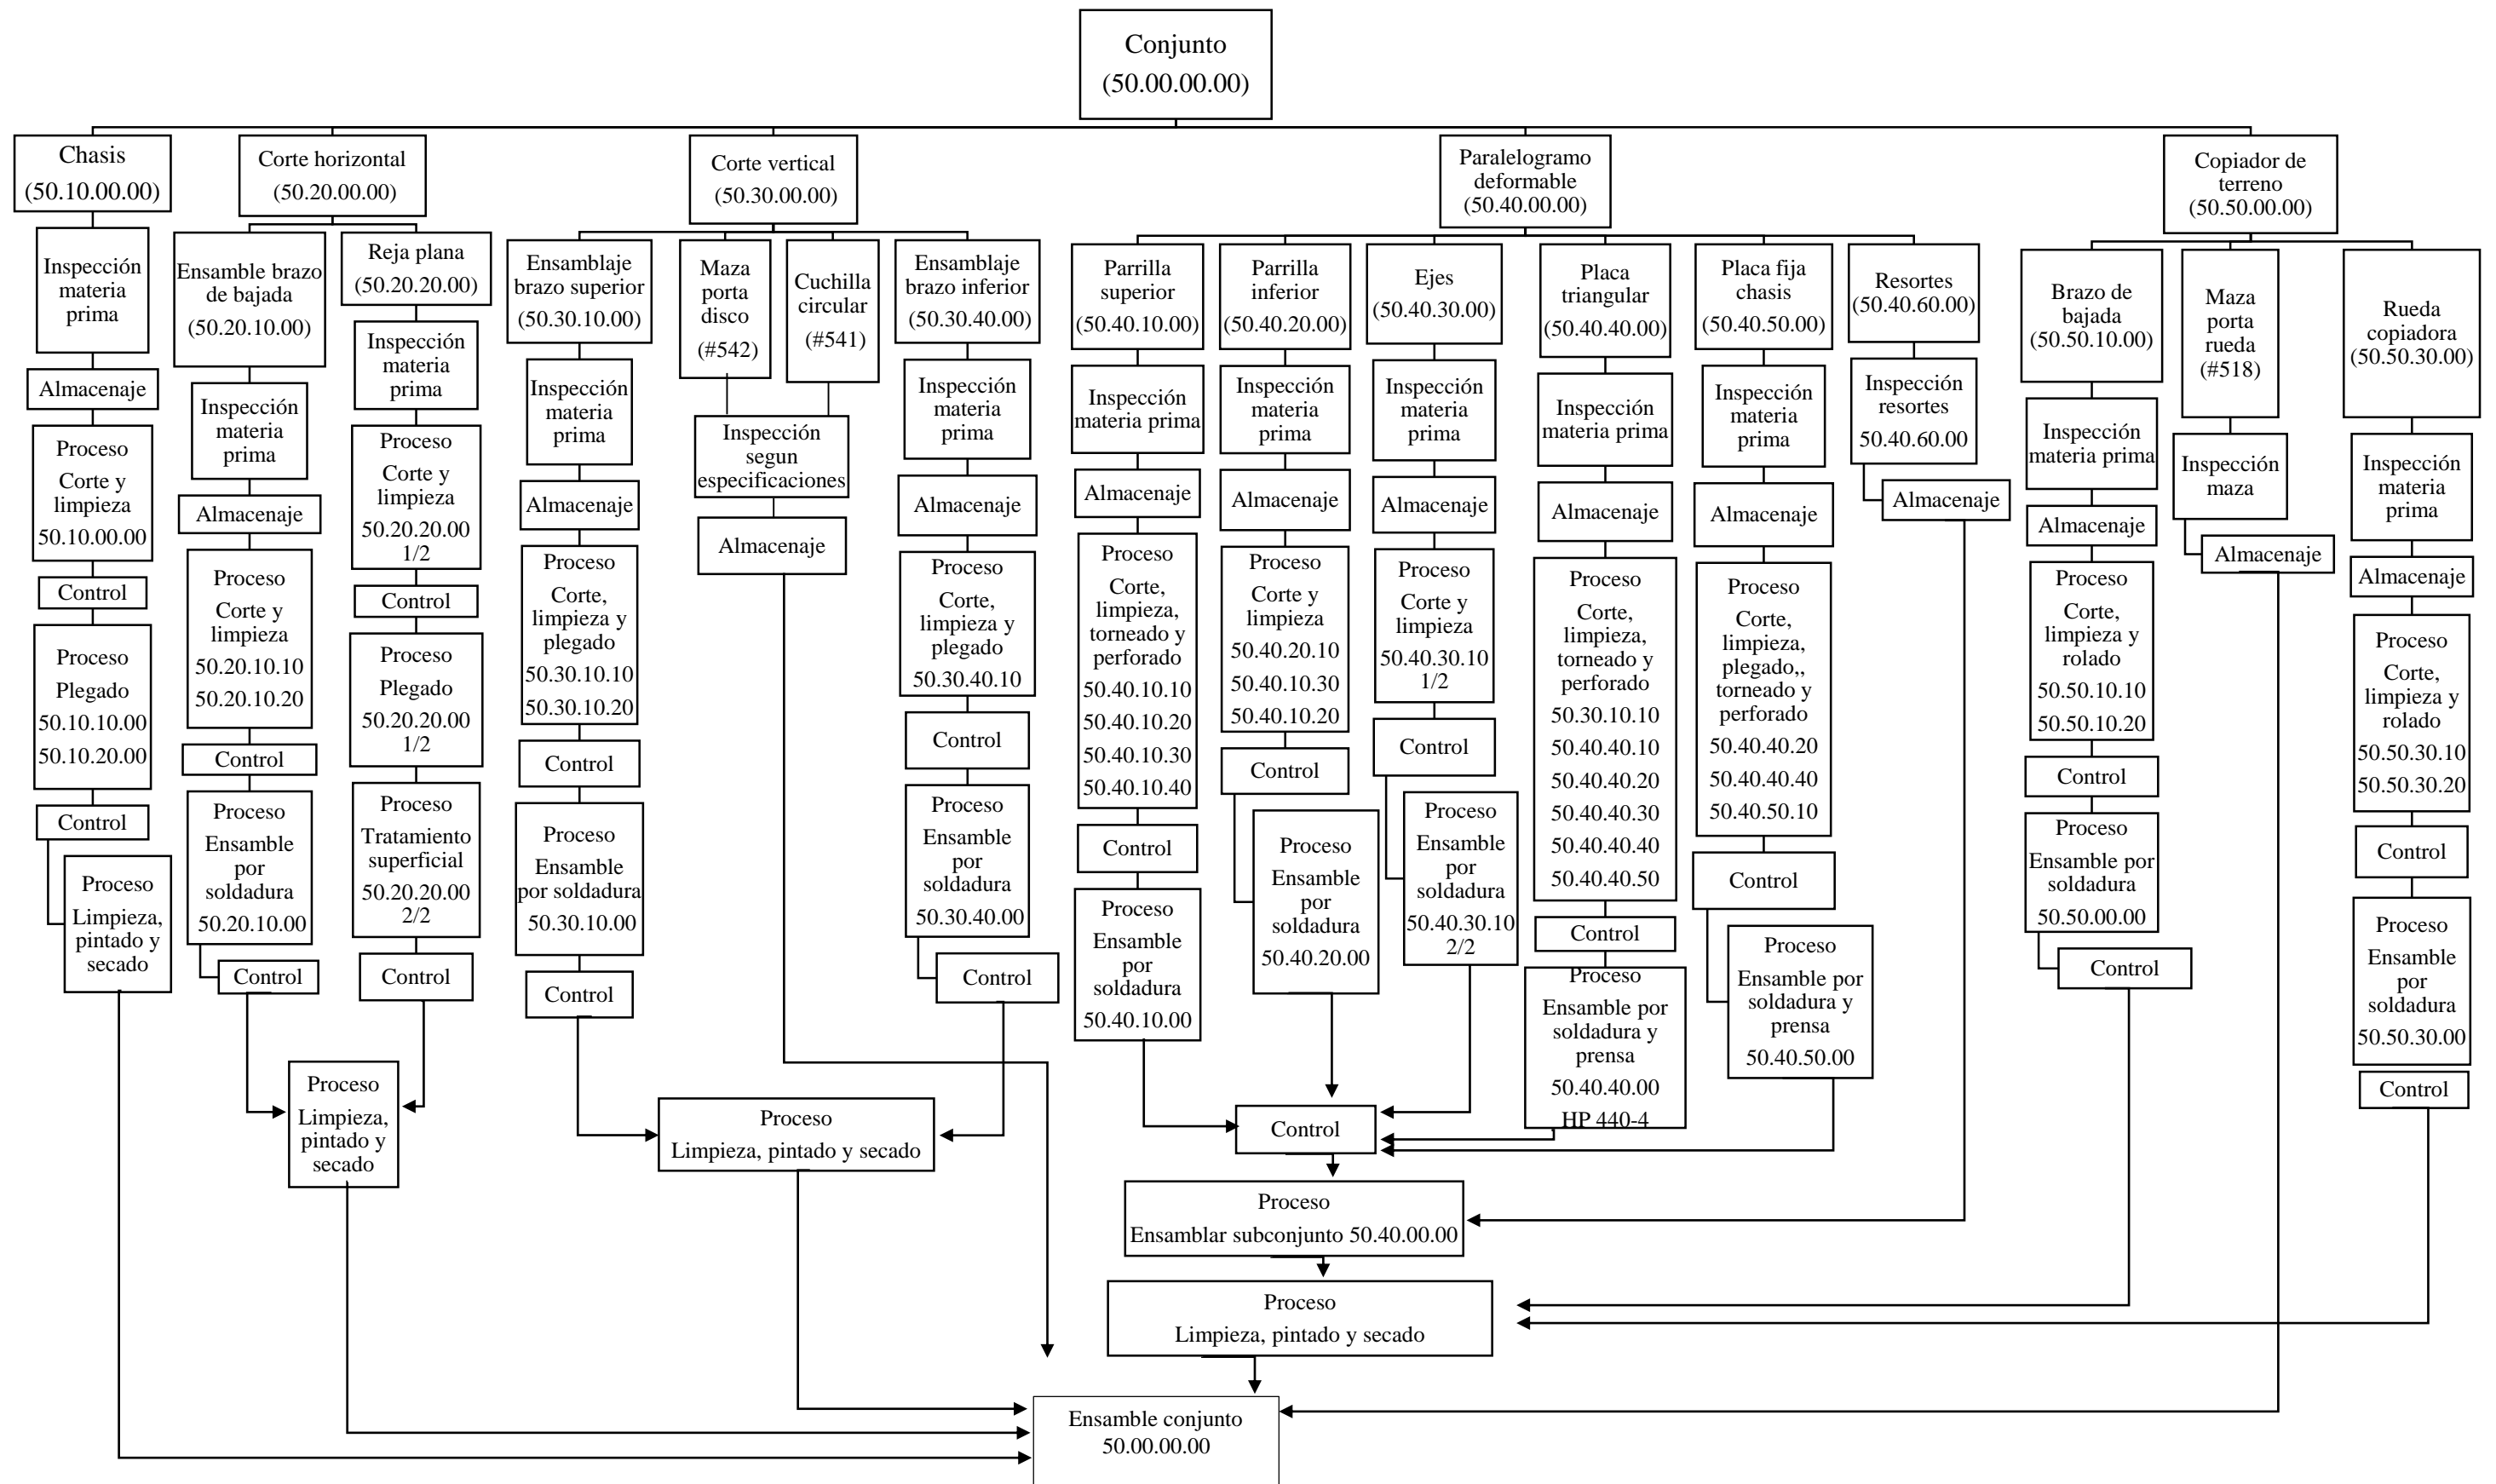 Conjunto
(50.00.00.00)
Chasis
(50.10.00.00)
Inspección
materia
prima
Almacenaje
Proceso
Corte y
limpieza
50.10.00.00
Control
Proceso
Plegado
50.10.10.00
50.10.20.00
Control
Proceso
Limpieza,
pintado y
secado
Corte horizontal
(50.20.00.00)
Ensamble brazo
de bajada
(50.20.10.00)
Inspección
materia
prima
Almacenaje
Proceso
Corte y
limpieza
50.20.10.10
50.20.10.20
Control
Proceso
Ensamble
por
soldadura
50.20.10.00
Control
Reja plana
(50.20.20.00)
Inspección
materia
prima
Proceso
Corte y
limpieza
50.20.20.00
1/2
Control
Proceso
Plegado
50.20.20.00
1/2
Proceso
Tratamiento
superficial
50.20.20.00
2/2
Control
Proceso
Limpieza,
pintado y
secado
Corte vertical
(50.30.00.00)
Ensamblaje
brazo superior
(50.30.10.00)
Inspección
materia
prima
Almacenaje
Proceso
Corte,
limpieza y
plegado
50.30.10.10
50.30.10.20
Control
Proceso
Ensamble
por soldadura
50.30.10.00
Control
Maza
porta
disco
(#542)
Cuchilla
circular
(#541)
Inspección
segun
especificaciones
Almacenaje
Ensamblaje
brazo inferior
(50.30.40.00)
Inspección
materia
prima
Almacenaje
Proceso
Corte,
limpieza y
plegado
50.30.40.10
Control
Proceso
Ensamble
por
soldadura
50.30.40.00
Control
Proceso
Limpieza, pintado y secado
Paralelogramo
deformable
(50.40.00.00)
Parrilla
superior
(50.40.10.00)
Inspección
materia prima
Almacenaje
Proceso
Corte,
limpieza,
torneado y
perforado
50.40.10.10
50.40.10.20
50.40.10.30
50.40.10.40
Control
Proceso
Ensamble
por
soldadura
50.40.10.00
Parrilla
inferior
(50.40.20.00)
Inspección
materia
prima
Almacenaje
Proceso
Corte y
limpieza
50.40.20.10
50.40.10.30
50.40.10.20
Control
Proceso
Ensamble
por
soldadura
50.40.20.00
Ejes
(50.40.30.00)
Inspección
materia
prima
Almacenaje
Proceso
Corte y
limpieza
50.40.30.10
1/2
Control
Proceso
Ensamble
por
soldadura
50.40.30.10
2/2
Placa
triangular
(50.40.40.00)
Inspección
materia prima
Almacenaje
Proceso
Corte,
limpieza,
torneado y
perforado
50.30.10.10
50.40.40.10
50.40.40.20
50.40.40.30
50.40.40.40
50.40.40.50
Control
Proceso
Ensamble por
soldadura y
prensa
50.40.40.00
HP 440-4
Placa fija
chasis
(50.40.50.00)
Inspección
materia
prima
Almacenaje
Proceso
Corte,
limpieza,
plegado,,
torneado y
perforado
50.40.40.20
50.40.40.40
50.40.50.10
Control
Proceso
Ensamble por
soldadura y
prensa
50.40.50.00
Resortes
(50.40.60.00)
Inspección
resortes
50.40.60.00
Almacenaje
Control
Proceso
Ensamblar subconjunto 50.40.00.00
Proceso
Limpieza, pintado y secado
Copiador de
terreno
(50.50.00.00)
Brazo de
bajada
(50.50.10.00)
Inspección
materia prima
Almacenaje
Proceso
Corte,
limpieza y
rolado
50.50.10.10
50.50.10.20
Control
Proceso
Ensamble por
soldadura
50.50.00.00
Control
Maza
porta
rueda
(#518)
Inspección
maza
Almacenaje
Rueda
copiadora
(50.50.30.00)
Inspección
materia
prima
Almacenaje
Proceso
Corte,
limpieza y
rolado
50.50.30.10
50.50.30.20
Control
Proceso
Ensamble
por
soldadura
50.50.30.00
Control
Ensamble conjunto
50.00.00.00